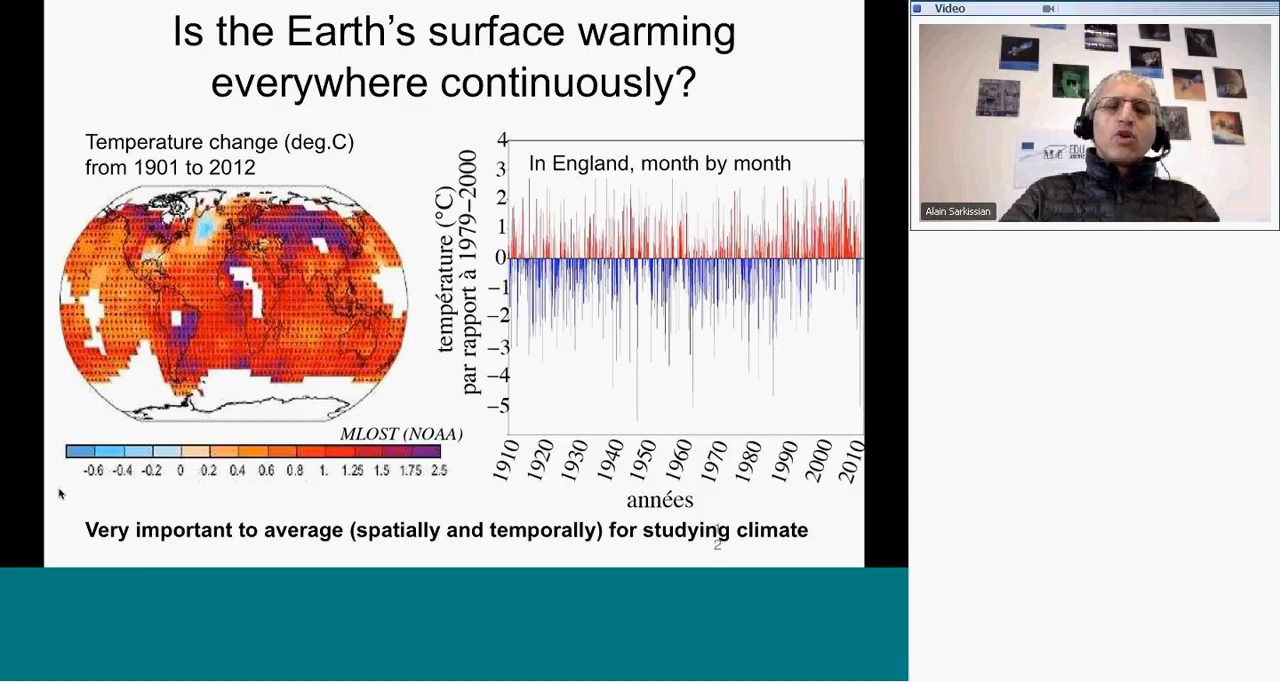 Is the Earth's surface warming
everywhere continuously?
Temperature change (deg.C)
from 1901 to 2012
MLOST (NOAA)
-0.6 -0.4 -0.2 0 0.2 0.4 0.6 0.8 1. 1.25 1.5 1.75 2.5
température (°C)
par rapport à 1979–2000
In England, month by month
4
3
2
1
0
−1
−2
−3
−4
−5
1910 1920 1930 1940 1950 1960 1970 1980 1990 2000 2010
années
Very important to average (spatially and temporally) for studying climate
1
2
Video
EDU
Alain Sarkissian